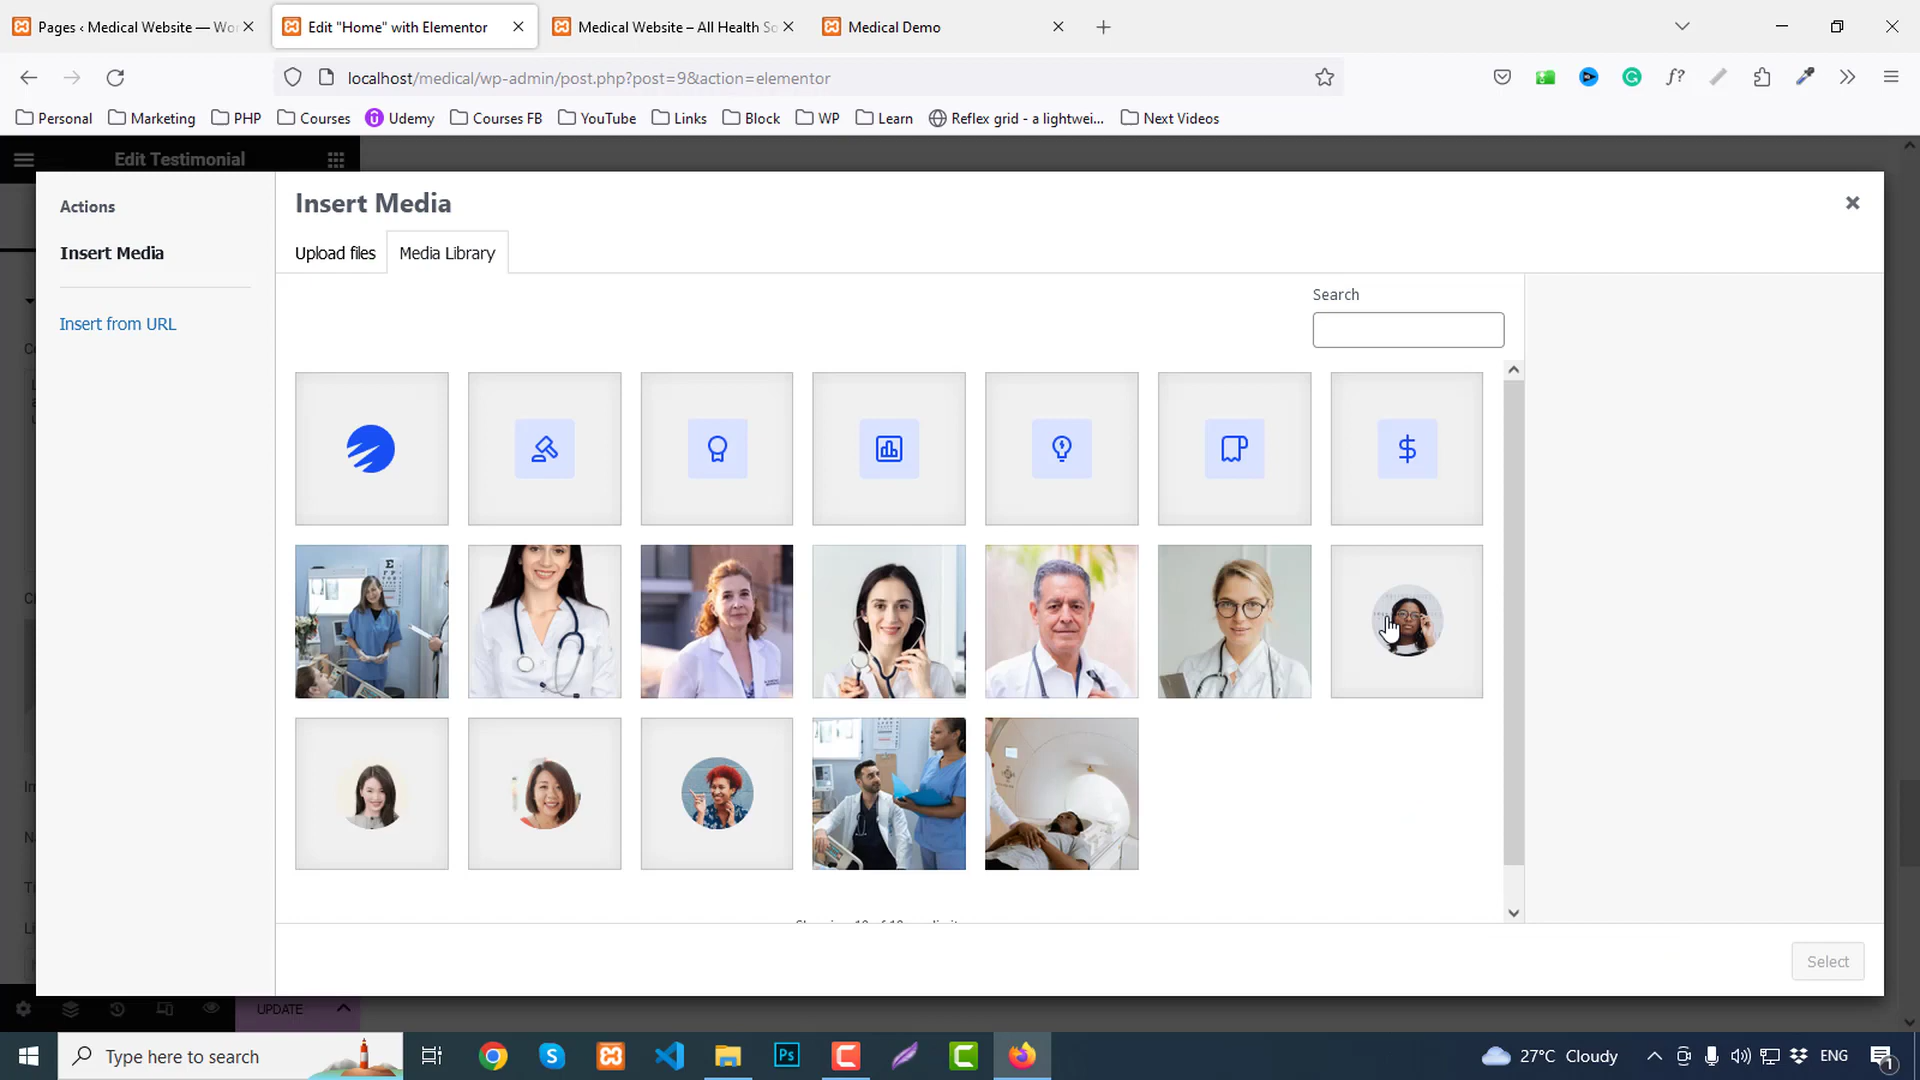 Pages ‹ Medical Website — Wo
Edit "Home" with Elementor
Medical Website – All Health So
Medical Demo
localhost/medical/wp-admin/post.php?post=9&action=elementor
Personal
Marketing
PHP
Courses
Udemy
Courses FB
YouTube
Links
Block
WP
Learn
Reflex grid - a lightwei...
Next Videos
Edit Testimonial
Actions
Insert Media
Insert from URL
Insert Media
Upload files
Media Library
Search
Select
UPDATE
Type here to search
27°C Cloudy
ENG